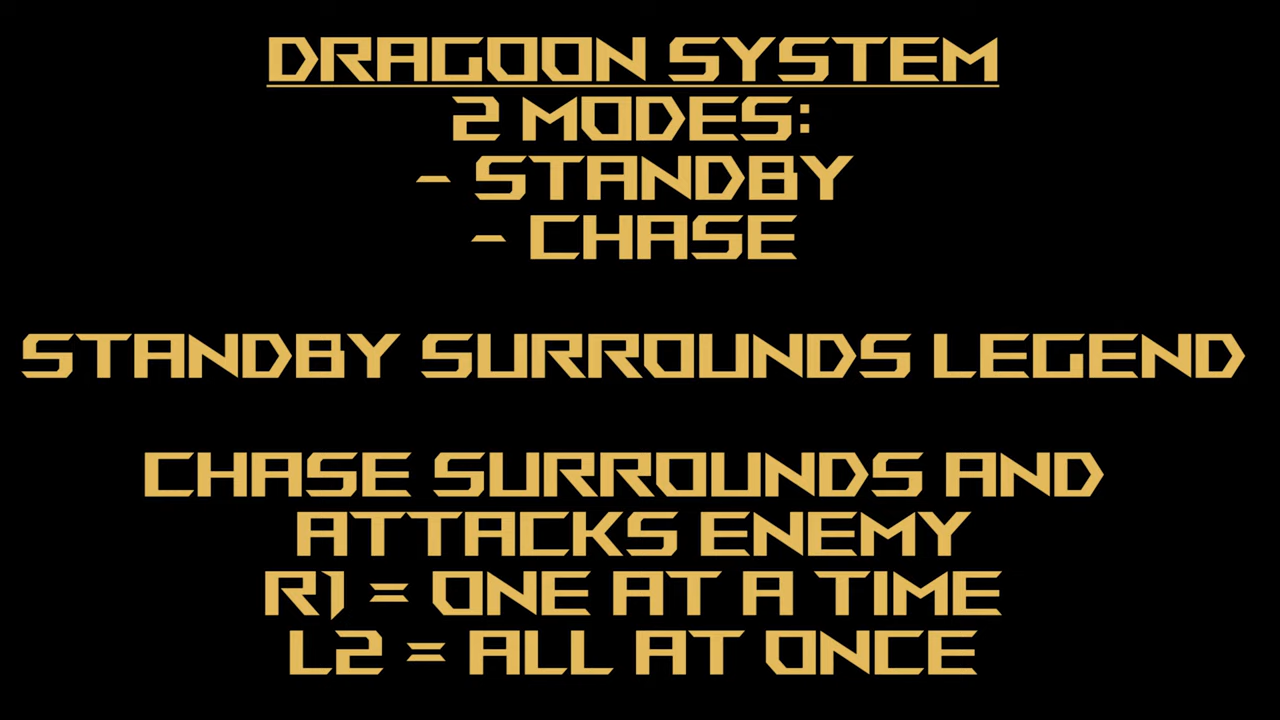 DRAGOON SYSTEM
2 MODES:
- STANDBY
- CHASE
STANDBY SURROUNDS LEGEND
CHASE SURROUNDS AND
ATTACKS ENEMY
R1 = ONE AT A TIME
L2 = ALL AT ONCE